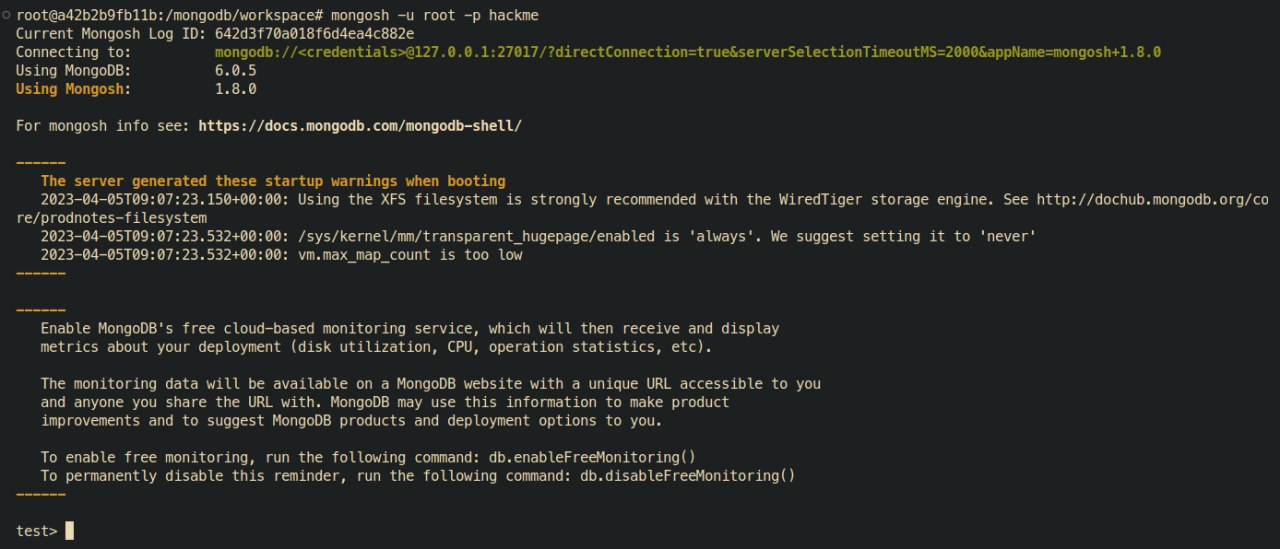 root@a42b2b9fb11b:/mongodb/workspace# mongosh -u root -p hackme
Current Mongosh Log ID: 642d3f70a018f6d4ea4c882e
Connecting to:          mongodb://<credentials>@127.0.0.1:27017/?directConnection=true&serverSelectionTimeoutMS=2000&appName=mongosh+1.8.0
Using MongoDB:          6.0.5
Using Mongosh:          1.8.0

For mongosh info see: https://docs.mongodb.com/mongodb-shell/

------
   The server generated these startup warnings when booting
   2023-04-05T09:07:23.150+00:00: Using the XFS filesystem is strongly recommended with the WiredTiger storage engine. See http://dochub.mongodb.org/co
re/prodnotes-filesystem
   2023-04-05T09:07:23.532+00:00: /sys/kernel/mm/transparent_hugepage/enabled is 'always'. We suggest setting it to 'never'
   2023-04-05T09:07:23.532+00:00: vm.max_map_count is too low
------

------
   Enable MongoDB's free cloud-based monitoring service, which will then receive and display
   metrics about your deployment (disk utilization, CPU, operation statistics, etc).

   The monitoring data will be available on a MongoDB website with a unique URL accessible to you
   and anyone you share the URL with. MongoDB may use this information to make product
   improvements and to suggest MongoDB products and deployment options to you.

   To enable free monitoring, run the following command: db.enableFreeMonitoring()
   To permanently disable this reminder, run the following command: db.disableFreeMonitoring()
------

test>